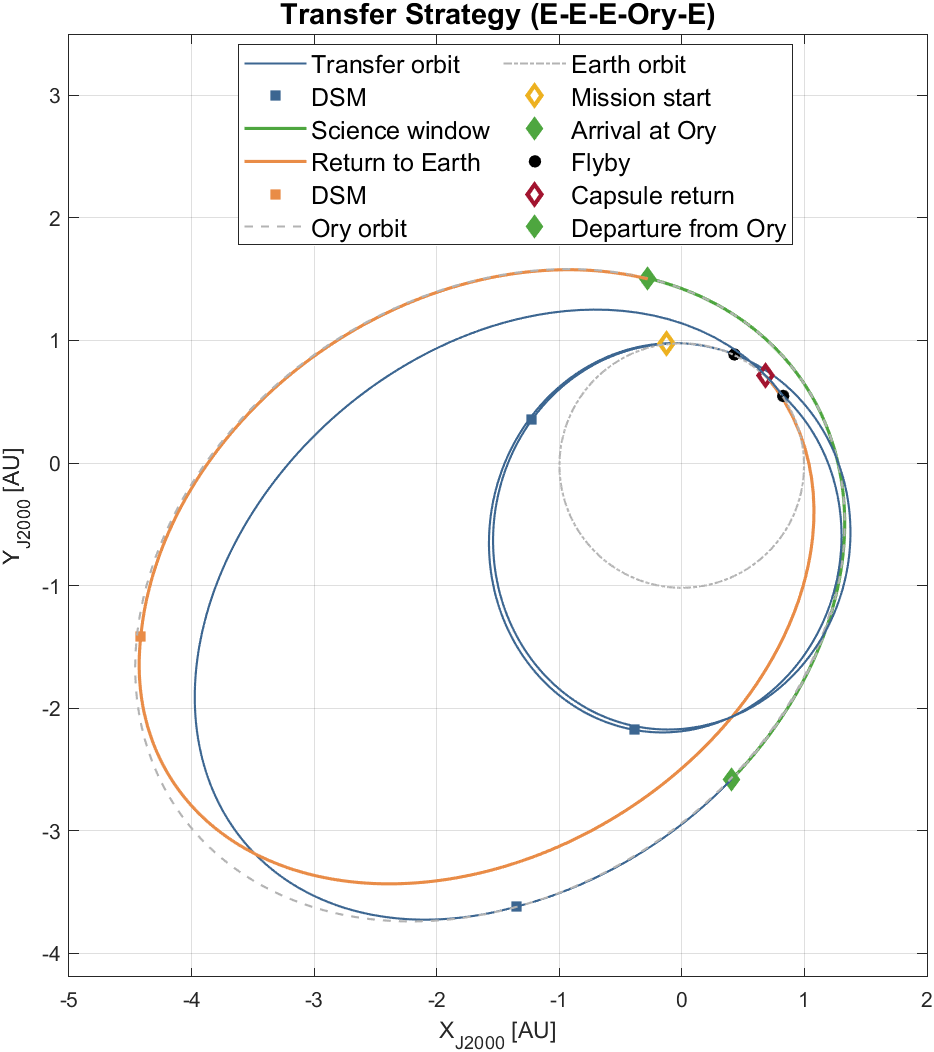 Transfer Strategy (E-E-E-Ory-E)
Transfer orbit
DSM
Science window
Return to Earth
DSM
Ory orbit
Earth orbit
Mission start
Arrival at Ory
Flyby
Capsule return
Departure from Ory
Y_J2000 [AU]
3
2
1
0
-1
-2
-3
-4
-5 -4 -3 -2 -1 0 1 2
X_J2000 [AU]